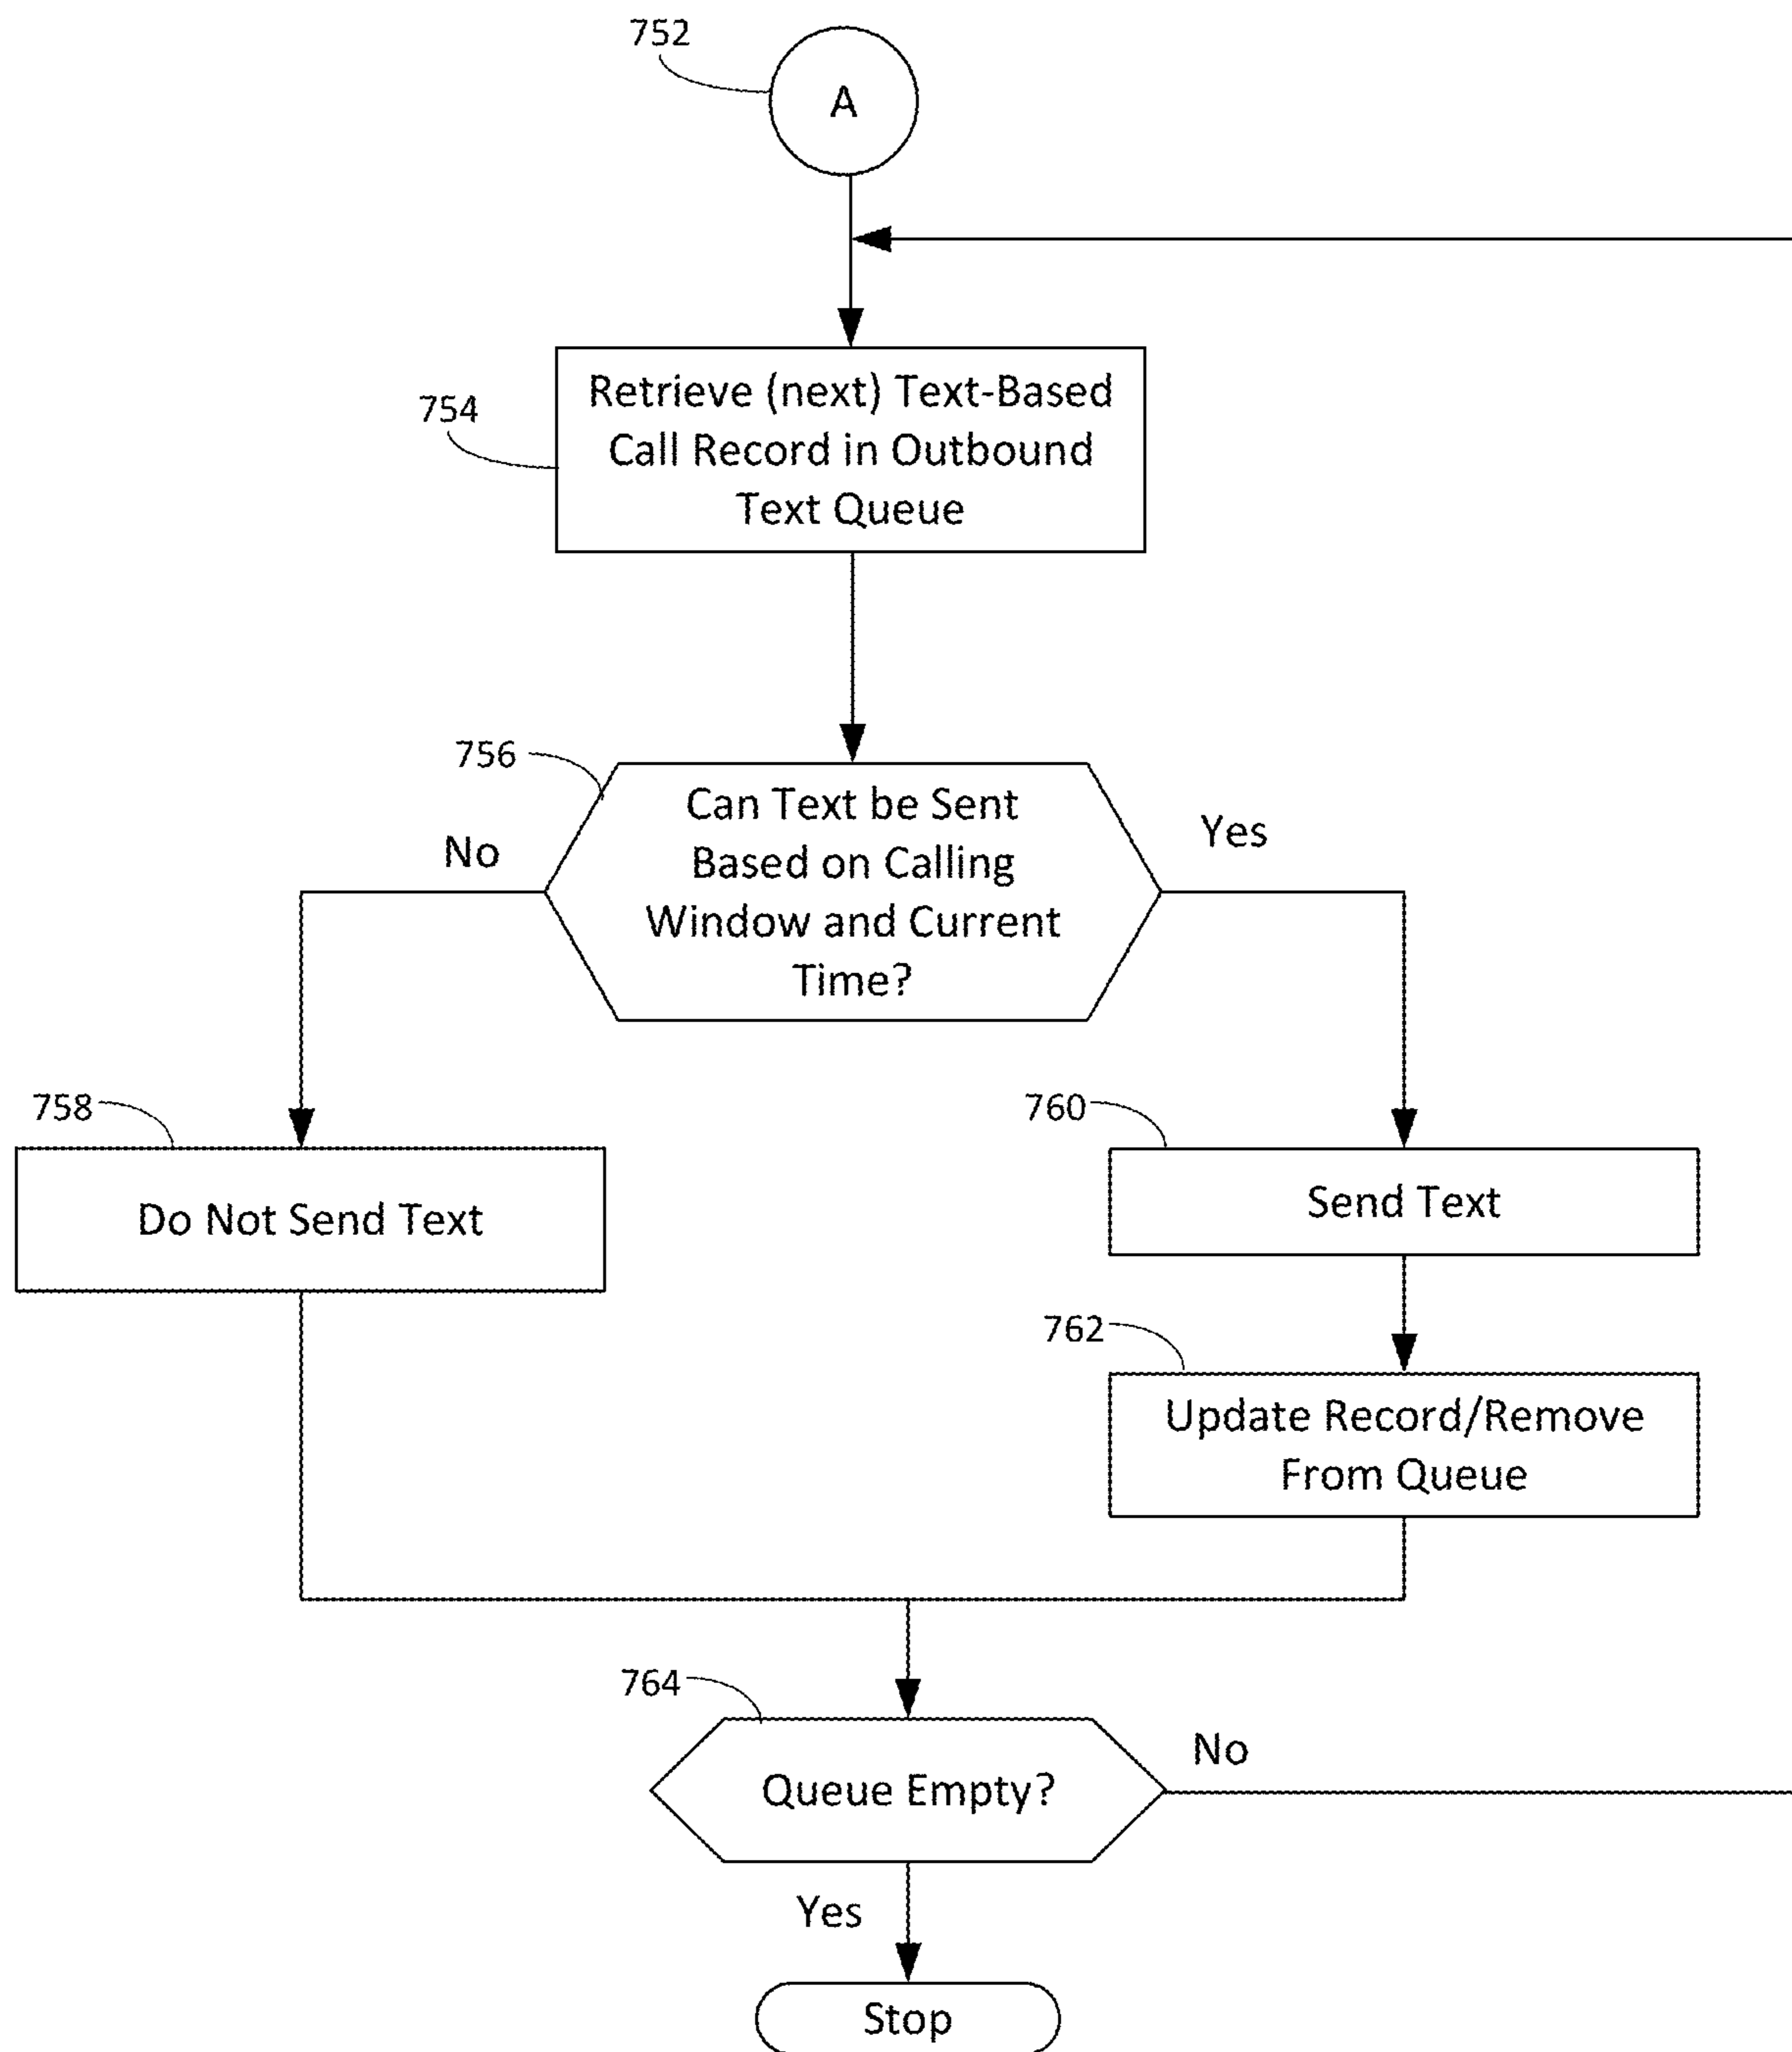 752
A
754
Retrieve (next) Text-Based
Call Record in Outbound
Text Queue
756
Can Text be Sent
Based on Calling
Window and Current
Time?
No
Yes
758
Do Not Send Text
760
Send Text
762
Update Record/Remove
From Queue
764
Queue Empty?
No
Yes
Stop